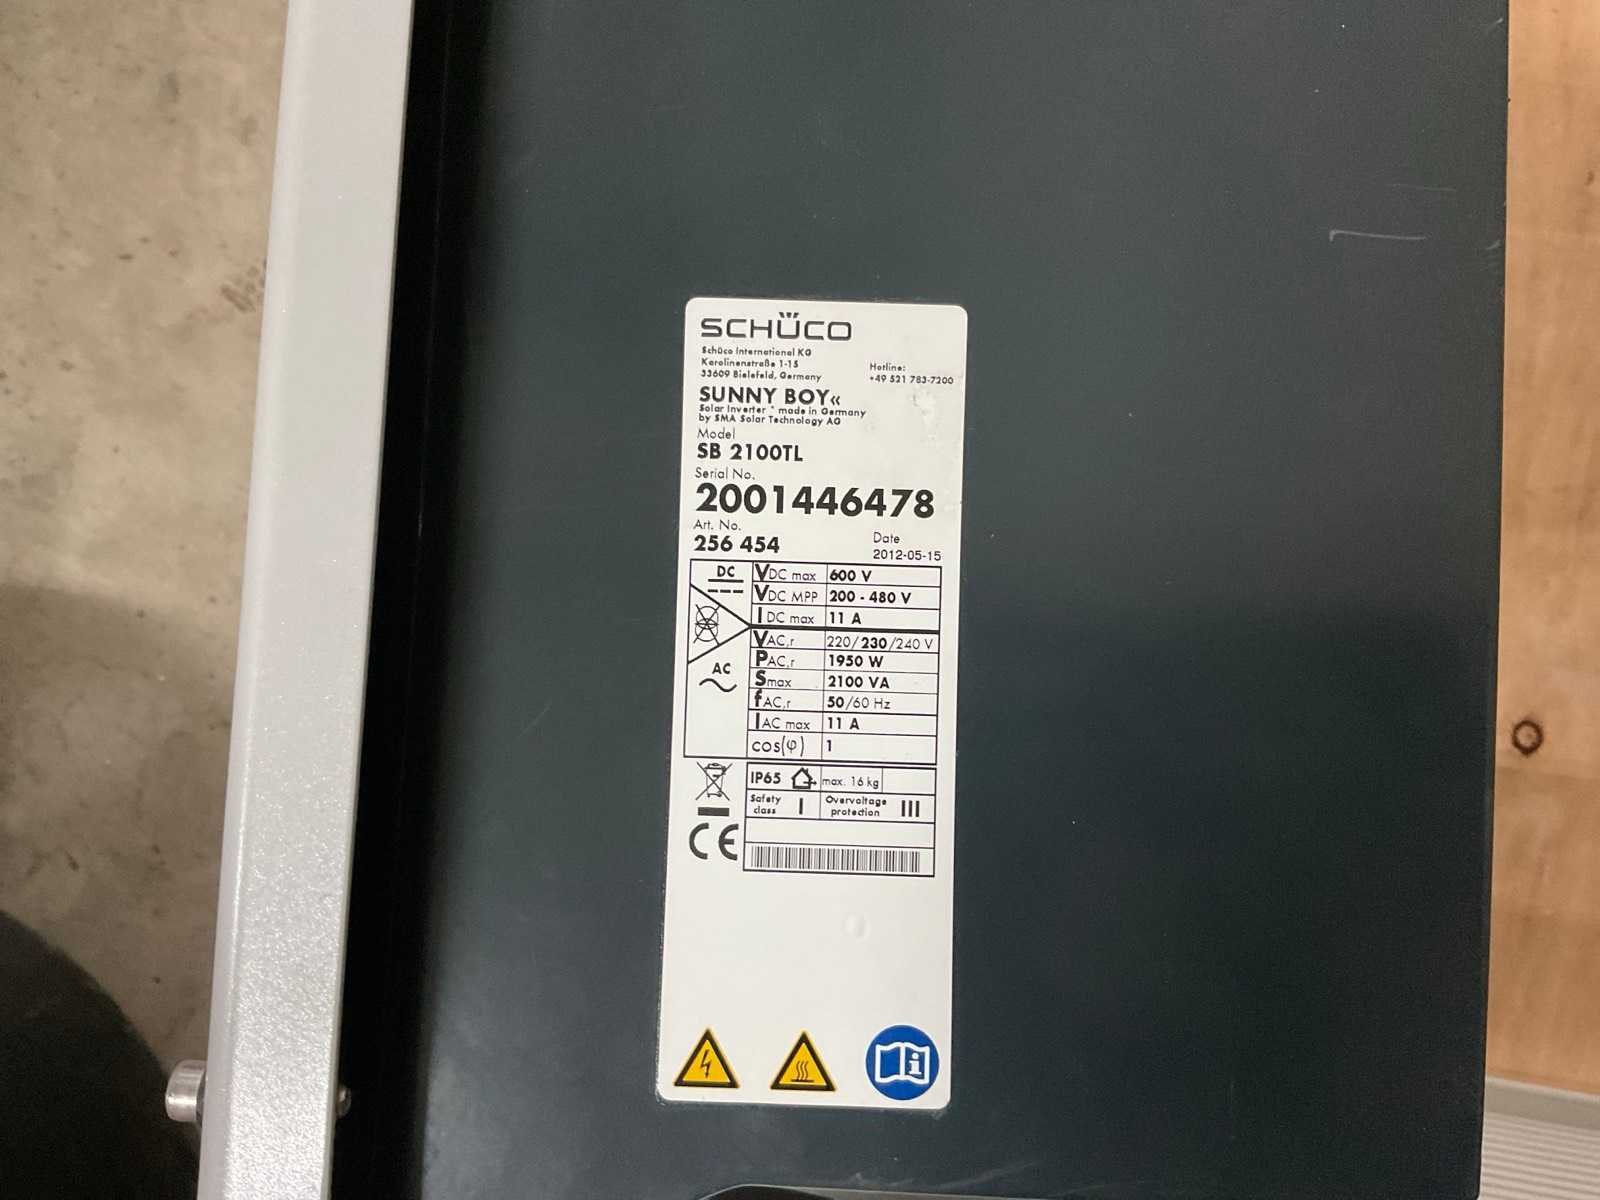 SCHÜCO
Schüco International KG
Karolinenstraße 1-15
33609 Bielefeld, Germany
Hotline:
+49 521 783-7200
SUNNY BOY«
Solar Inverter * made in Germany
by SMA Solar Technology AG
Model
SB 2100TL
Serial No.
2001446478
Art. No.
256 454
Date
2012-05-15
DC
VDC max 600 V
VDC MPP 200 - 480 V
IDC max 11 A
AC
VAC,r 220/230/240 V
PAC,r 1950 W
Smax 2100 VA
fAC,r 50/60 Hz
IAC max 11 A
cos(φ) 1
IP65 max. 16 kg
Safety class I
Overvoltage protection III
CE